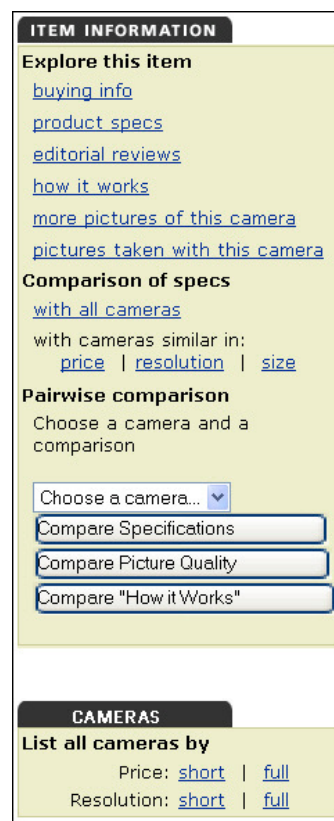 ITEM INFORMATION
Explore this item
buying info
product specs
editorial reviews
how it works
more pictures of this camera
pictures taken with this camera
Comparison of specs
with all cameras
with cameras similar in:
price | resolution | size
Pairwise comparison
Choose a camera and a
comparison
Choose a camera...
Compare Specifications
Compare Picture Quality
Compare "How it Works"
CAMERAS
List all cameras by
Price: short | full
Resolution: short | full